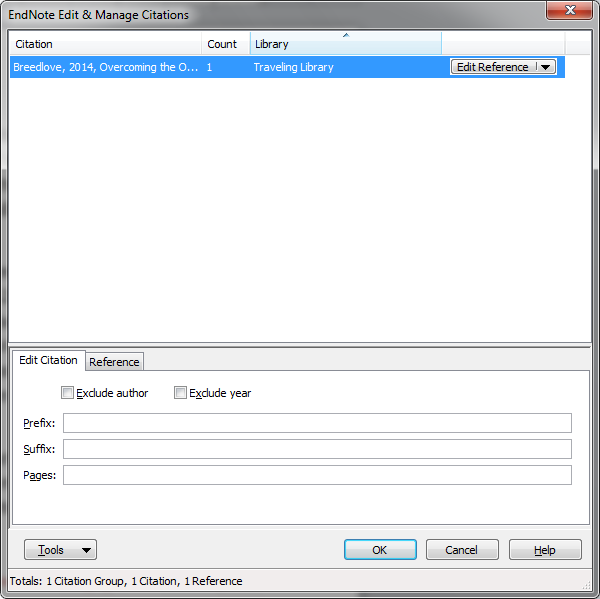 EndNote Edit & Manage Citations
Citation Count Library
Breedlove, 2014, Overcoming the O... 1 Traveling Library Edit Reference
Edit Citation Reference
Exclude author Exclude year
Prefix:
Suffix:
Pages:
Tools OK Cancel Help
Totals: 1 Citation Group, 1 Citation, 1 Reference